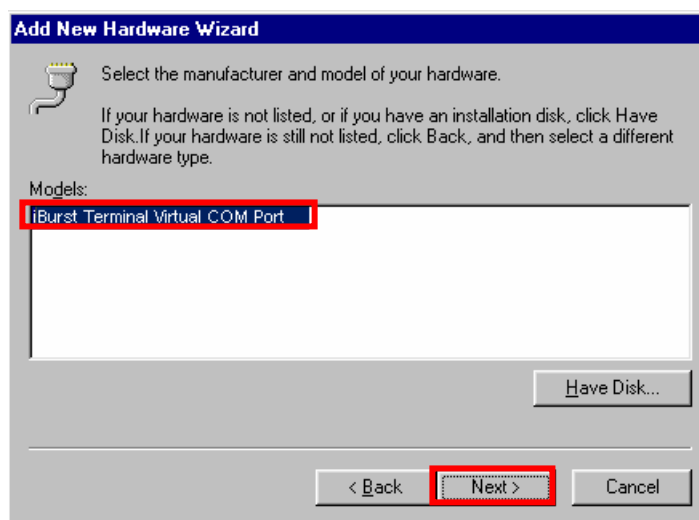 Add New Hardware Wizard
Select the manufacturer and model of your hardware.
If your hardware is not listed, or if you have an installation disk, click Have
Disk.If your hardware is still not listed, click Back, and then select a different
hardware type.
Models:
iBurst Terminal Virtual COM Port
Have Disk...
< Back
Next >
Cancel